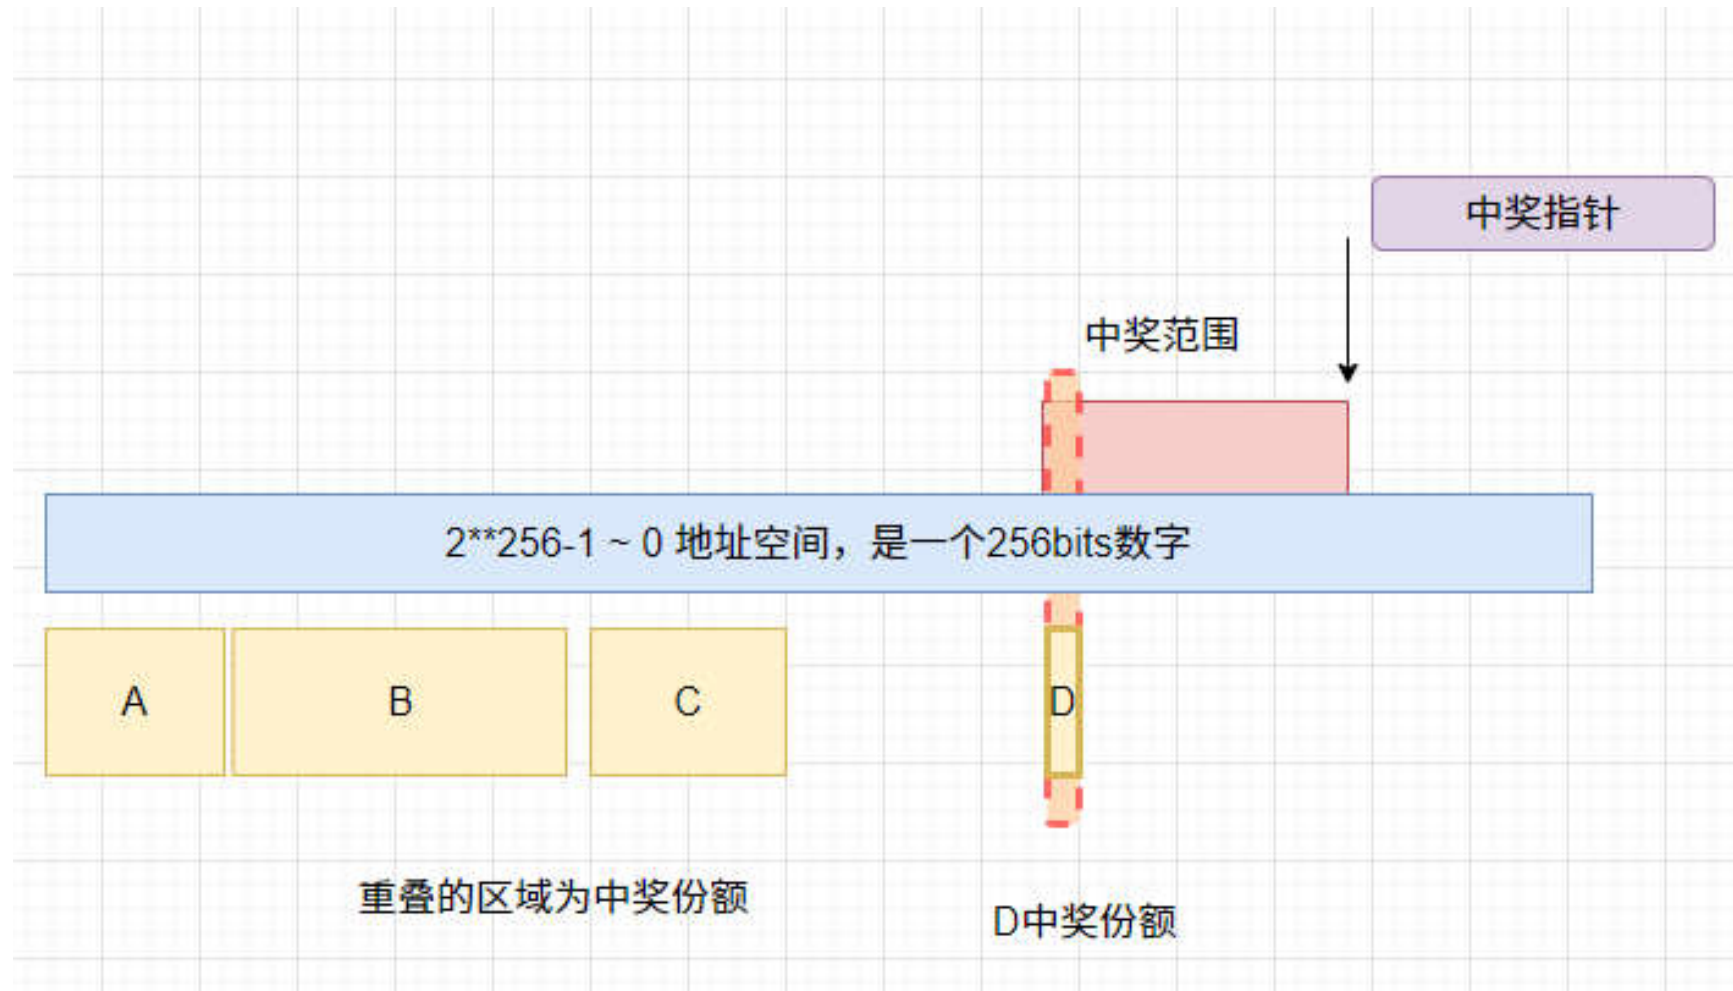 中奖指针
中奖范围
2**256-1 ~ 0 地址空间，是一个256bits数字
A
B
C
D
重叠的区域为中奖份额
D中奖份额